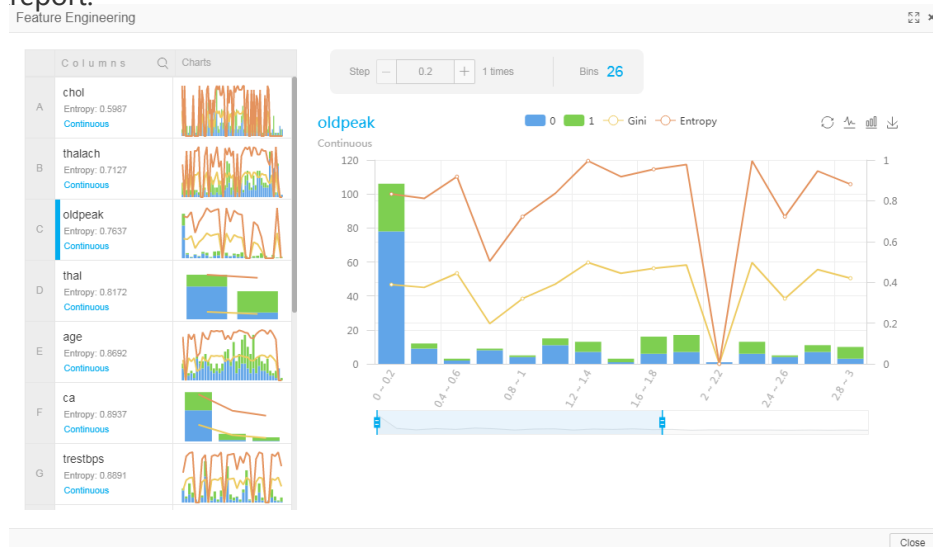 report.
Feature Engineering
Columns Charts
A
chol
Entropy: 0.5987
Continuous
B
thalach
Entropy: 0.7127
Continuous
C
oldpeak
Entropy: 0.7637
Continuous
D
thal
Entropy: 0.8172
Continuous
E
age
Entropy: 0.8692
Continuous
F
ca
Entropy: 0.8937
Continuous
G
trestbps
Entropy: 0.8891
Continuous
Step − 0.2 + 1 times Bins 26
oldpeak
Continuous
0 1 Gini Entropy
120 1
100
0.8
80
0.6
60
0.4
40
0.2
20
0 0
0 ~ 0.2 0.4 ~ 0.6 0.8 ~ 1 1.2 ~ 1.4 1.6 ~ 1.8 2 ~ 2.2 2.4 ~ 2.6 2.8 ~ 3
Close